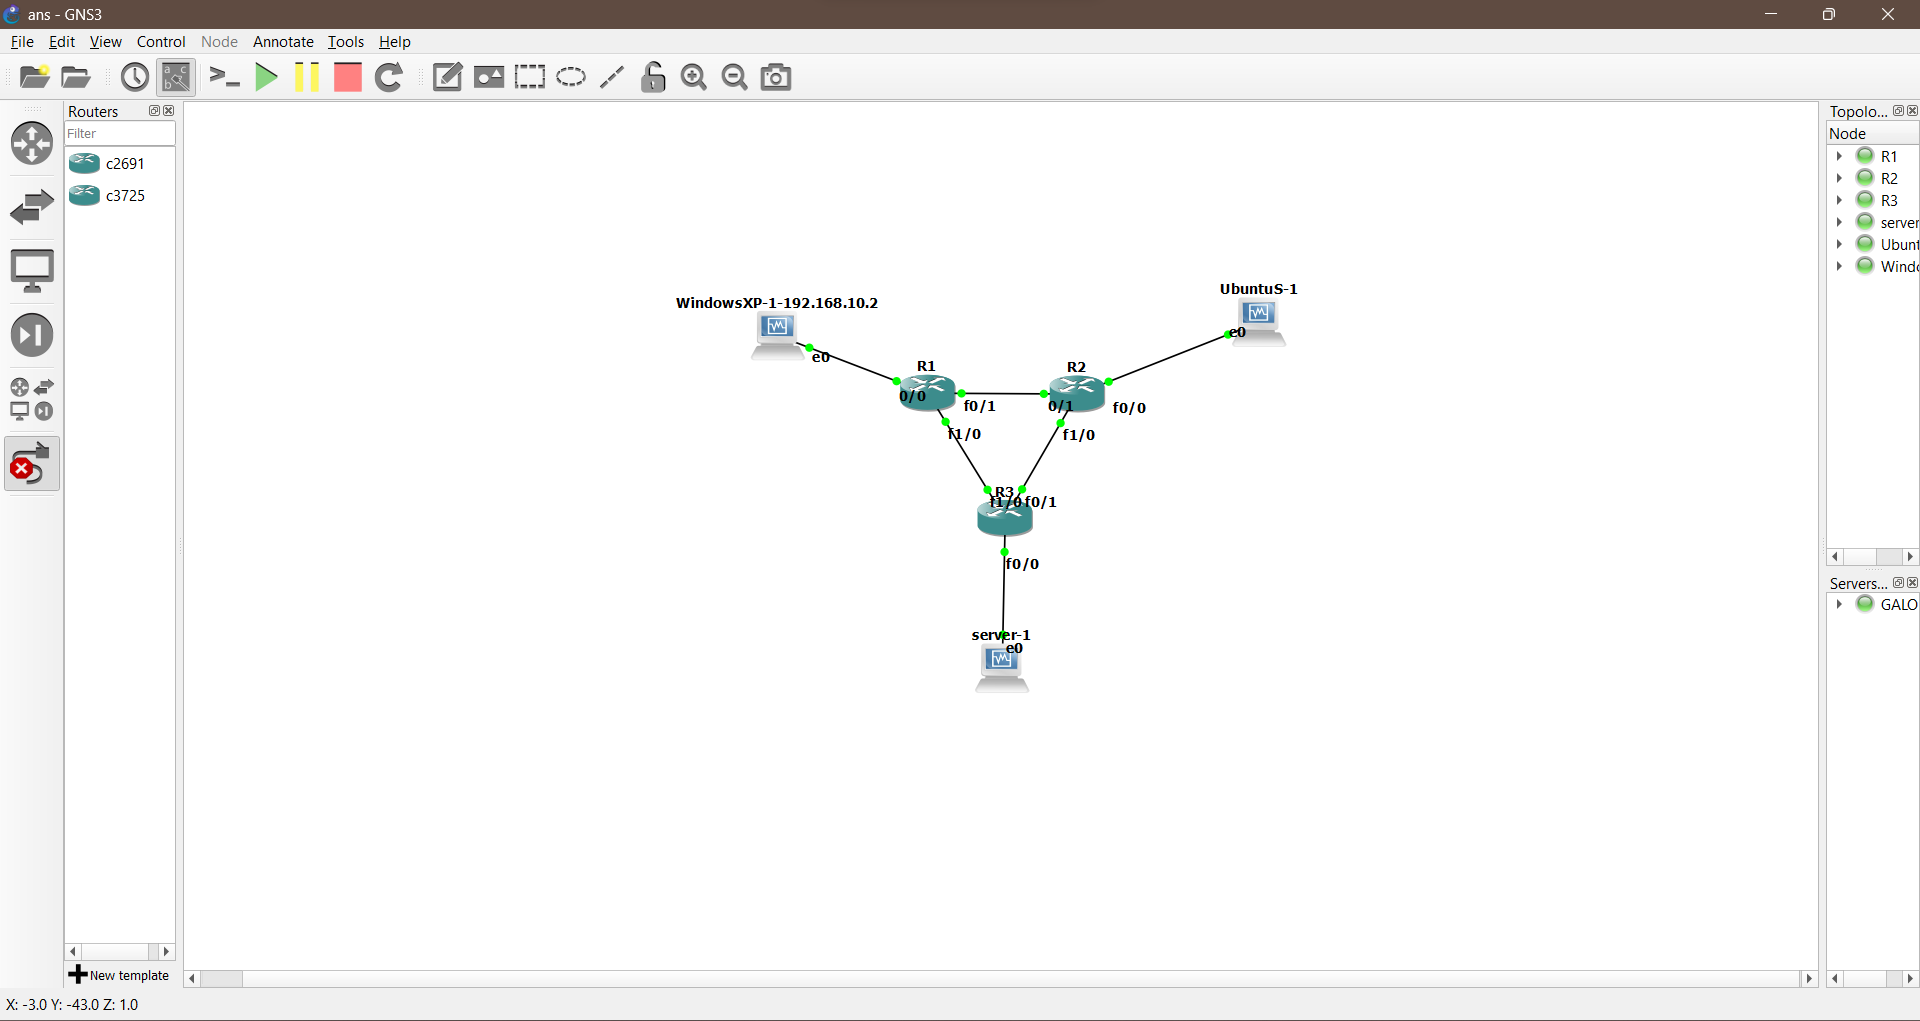 ans - GNS3
File Edit View Control Node Annotate Tools Help
Routers
Filter
c2691
c3725
New template
WindowsXP-1-192.168.10.2
e0
UbuntuS-1
e0
R1
0/0
f0/1
f1/0
R2
0/1
f0/0
f1/0
R3
f1/0
f0/1
f0/0
server-1
e0
Topolo...
Node
R1
R2
R3
server
Ubunt
Windo
Servers...
GALO
X: -3.0 Y: -43.0 Z: 1.0